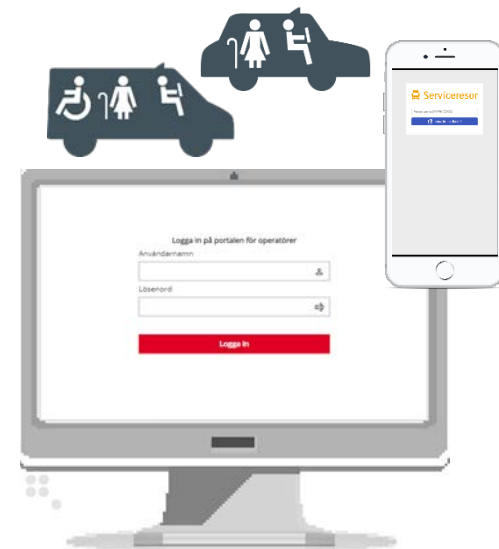 Serviceresor
Logga in på portalen för operatörer
Användarnamn
Lösenord
Logga in